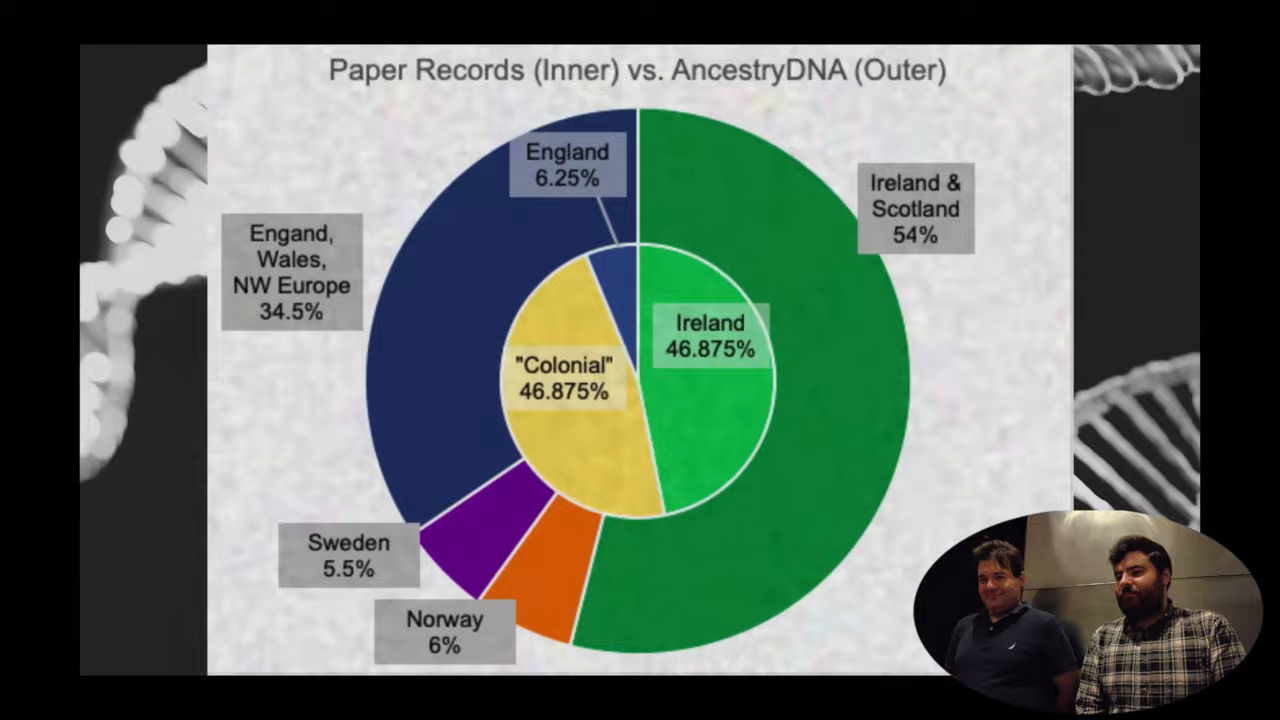 Paper Records (Inner) vs. AncestryDNA (Outer)
England
6.25%
Ireland &
Scotland
54%
Engand,
Wales,
NW Europe
34.5%
Ireland
46.875%
"Colonial"
46.875%
Sweden
5.5%
Norway
6%